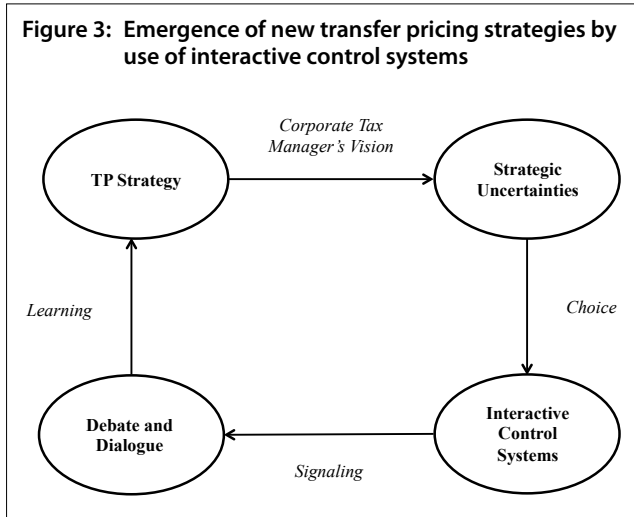 Figure 3: Emergence of new transfer pricing strategies by
use of interactive control systems
Corporate Tax
Manager's Vision
TP Strategy
Strategic
Uncertainties
Learning
Choice
Debate and
Dialogue
Interactive
Control
Systems
Signaling